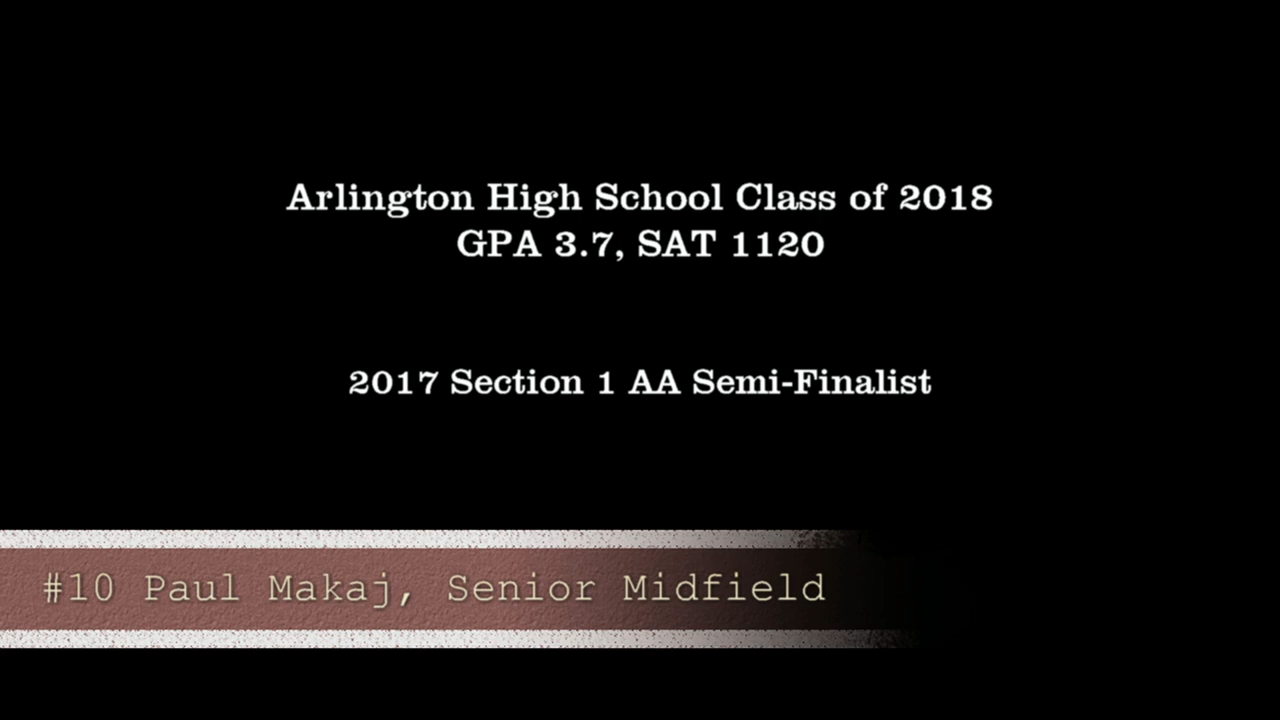 Arlington High School Class of 2018
GPA 3.7, SAT 1120
2017 Section 1 AA Semi-Finalist
#10 Paul Makaj, Senior Midfield